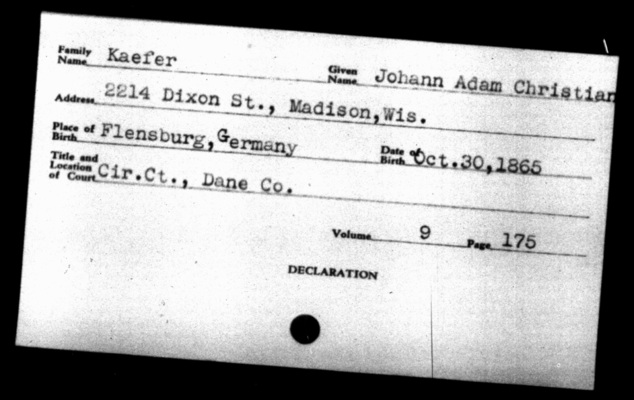 Family Name Kaefer Given Name Johann Adam Christian
Address 2214 Dixon St., Madison,Wis.
Place of Birth Flensburg,Germany Date of Birth Oct.30,1865
Title and Location of Court Cir.Ct., Dane Co.
Volume 9 Page 175
DECLARATION